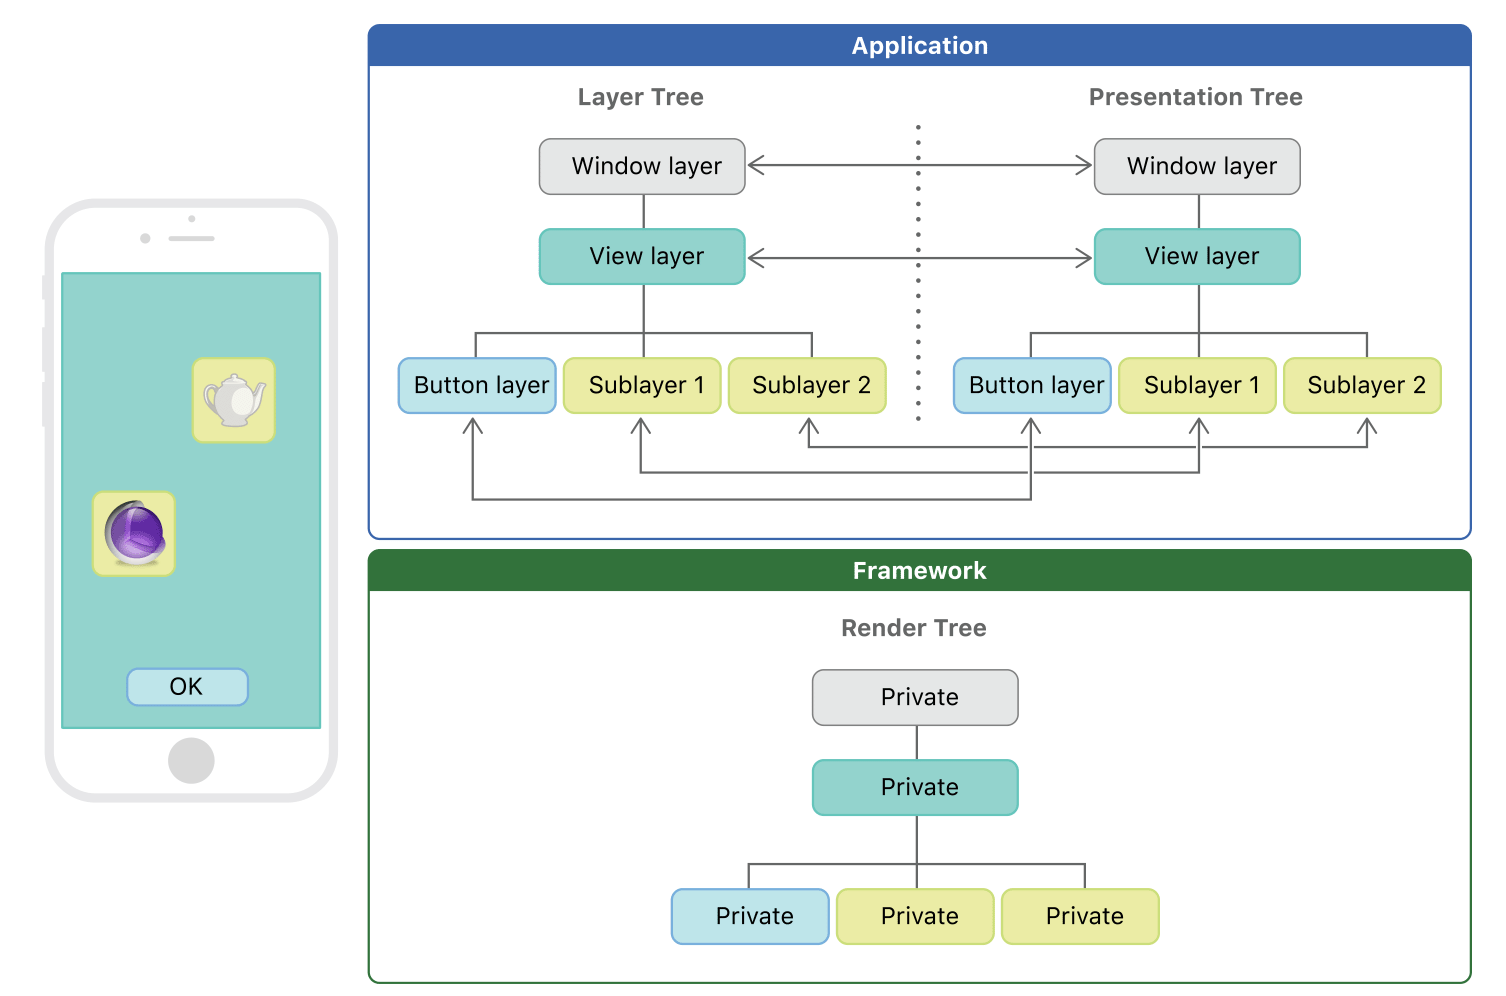 Application
Layer Tree
Presentation Tree
Window layer
Window layer
View layer
View layer
Button layer
Sublayer 1
Sublayer 2
Button layer
Sublayer 1
Sublayer 2
OK
Framework
Render Tree
Private
Private
Private
Private
Private